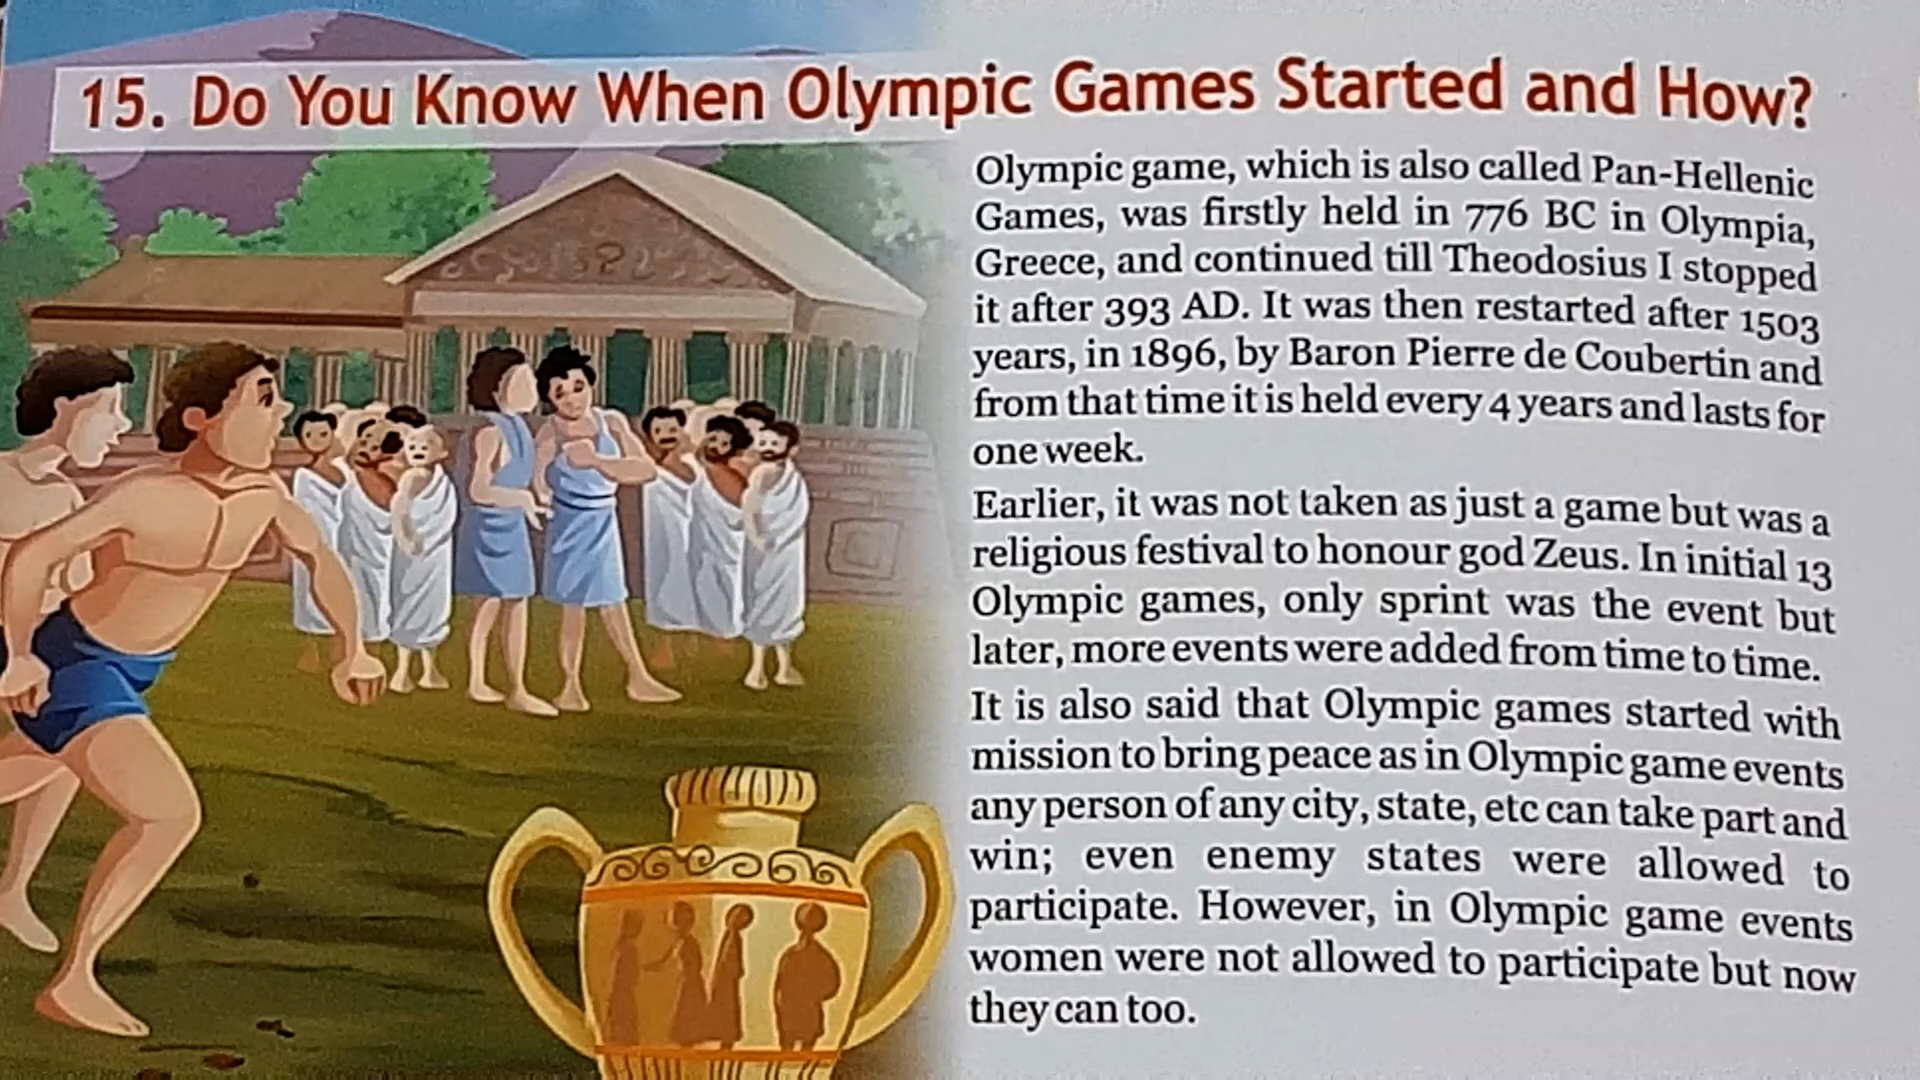 15. Do You Know When Olympic Games Started and How?
Olympic game, which is also called Pan-Hellenic
Games, was firstly held in 776 BC in Olympia,
Greece, and continued till Theodosius I stopped
it after 393 AD. It was then restarted after 1503
years, in 1896, by Baron Pierre de Coubertin and
from that time it is held every 4 years and lasts for
one week.
Earlier, it was not taken as just a game but was a
religious festival to honour god Zeus. In initial 13
Olympic games, only sprint was the event but
later, more events were added from time to time.
It is also said that Olympic games started with
mission to bring peace as in Olympic game events
any person of any city, state, etc can take part and
win; even enemy states were allowed to
participate. However, in Olympic game events
women were not allowed to participate but now
they can too.